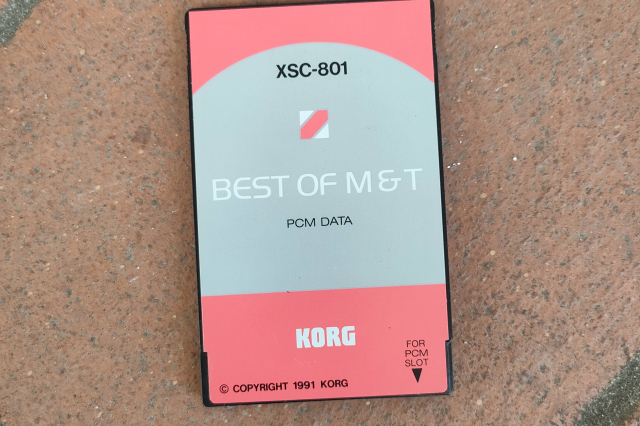 XSC-801
BEST OF M & T
PCM DATA
KORG
FOR
PCM
SLOT
© COPYRIGHT 1991 KORG